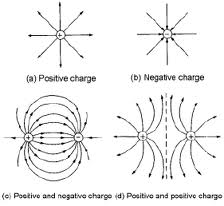 +
−
(a) Positive charge
(b) Negative charge
+
−
+
+
(c) Positive and negative charge
(d) Positive and positive charge